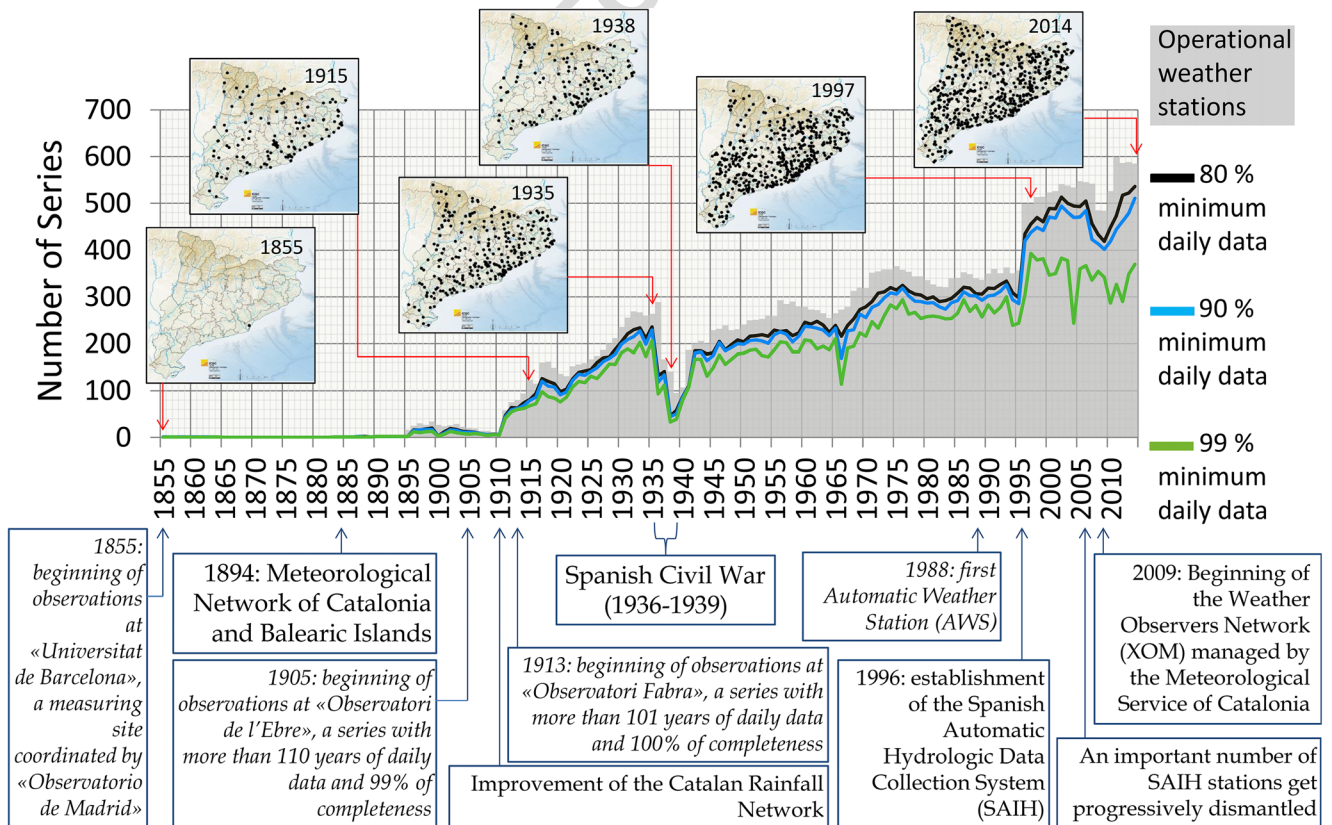 1855
1915
1935
1938
1997
2014
Operational
weather
stations
80 %
minimum
daily data
90 %
minimum
daily data
99 %
minimum
daily data
Number of Series
700
600
500
400
300
200
100
0
1855
1860
1865
1870
1875
1880
1885
1890
1895
1900
1905
1910
1915
1920
1925
1930
1935
1940
1945
1950
1955
1960
1965
1970
1975
1980
1985
1990
1995
2000
2005
2010
1855:
beginning of
observations
at
«Universitat
de Barcelona»,
a measuring
site
coordinated by
«Observatorio
de Madrid»
1894: Meteorological
Network of Catalonia
and Balearic Islands
1905: beginning of
observations at «Observatori
de l'Ebre», a series with
more than 110 years of daily
data and 99% of
completeness
Spanish Civil War
(1936-1939)
1913: beginning of observations at
«Observatori Fabra», a series with
more than 101 years of daily data
and 100% of completeness
Improvement of the Catalan Rainfall
Network
1988: first
Automatic Weather
Station (AWS)
1996: establishment
of the Spanish
Automatic
Hydrologic Data
Collection System
(SAIH)
2009: Beginning of
the Weather
Observers Network
(XOM) managed by
the Meteorological
Service of Catalonia
An important number of
SAIH stations get
progressively dismantled